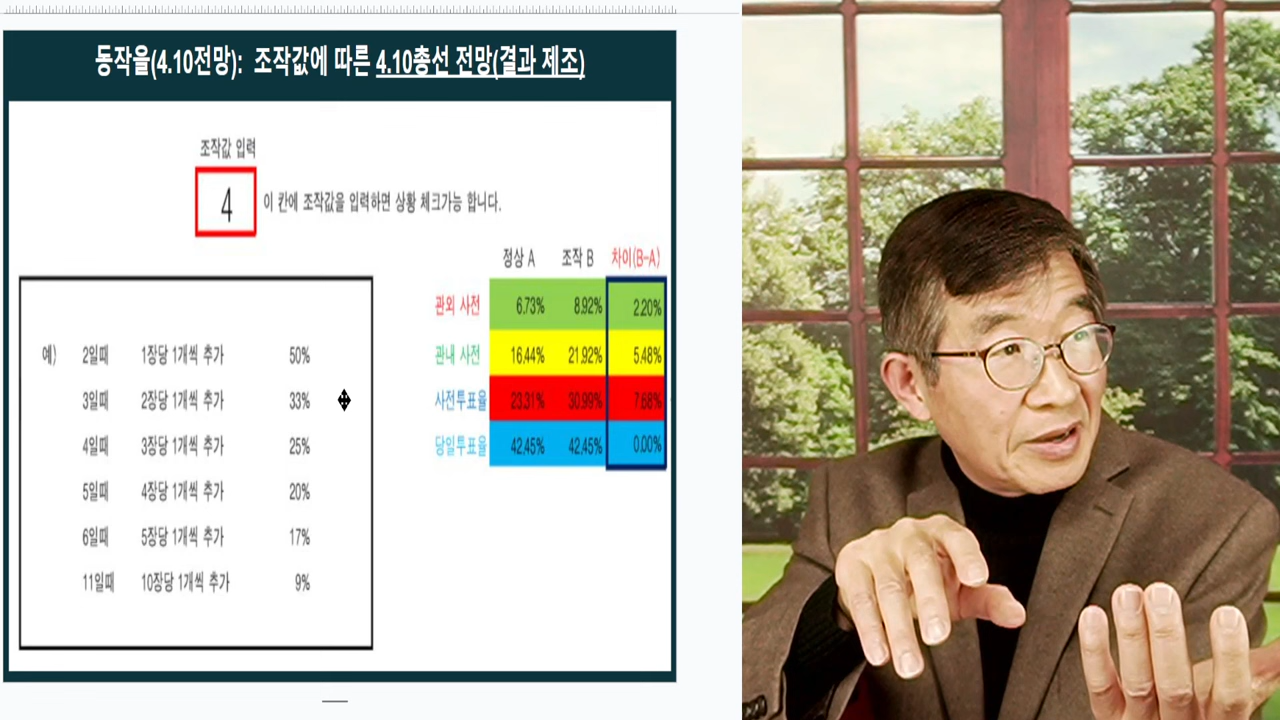 동작을(4.10전망): 조작값에 따른 4.10총선 전망(결과 제조)
조작값 입력
4 이 칸에 조작값을 입력하면 상황 체크가능 합니다.
정상 A 조작 B 차이(B-A)
관외 사전 6.73% 8.92% 2.20%
관내 사전 16.44% 21.92% 5.48%
사전투표율 23.31% 30.99% 7.68%
당일투표율 42.45% 42.45% 0.00%
예) 2일때 1장당 1개씩 추가 50%
3일때 2장당 1개씩 추가 33%
4일때 3장당 1개씩 추가 25%
5일때 4장당 1개씩 추가 20%
6일때 5장당 1개씩 추가 17%
11일때 10장당 1개씩 추가 9%